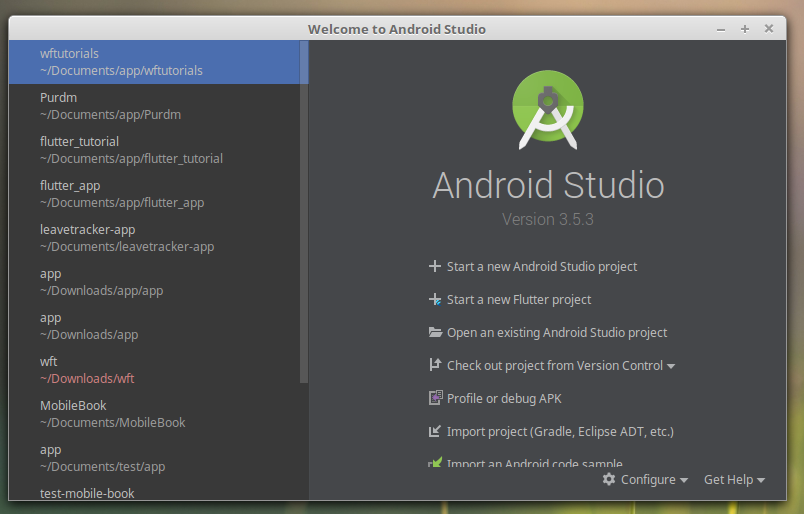 Welcome to Android Studio
wftutorials
~/Documents/app/wftutorials
Purdm
~/Documents/app/Purdm
flutter_tutorial
~/Documents/app/flutter_tutorial
flutter_app
~/Documents/app/flutter_app
leavetracker-app
~/Documents/leavetracker-app
app
~/Downloads/app/app
app
~/Downloads/app
wft
~/Downloads/wft
MobileBook
~/Documents/MobileBook
app
~/Documents/test/app
test-mobile-book
Android Studio
Version 3.5.3
Start a new Android Studio project
Start a new Flutter project
Open an existing Android Studio project
Check out project from Version Control
Profile or debug APK
Import project (Gradle, Eclipse ADT, etc.)
Import an Android code sample
Configure
Get Help